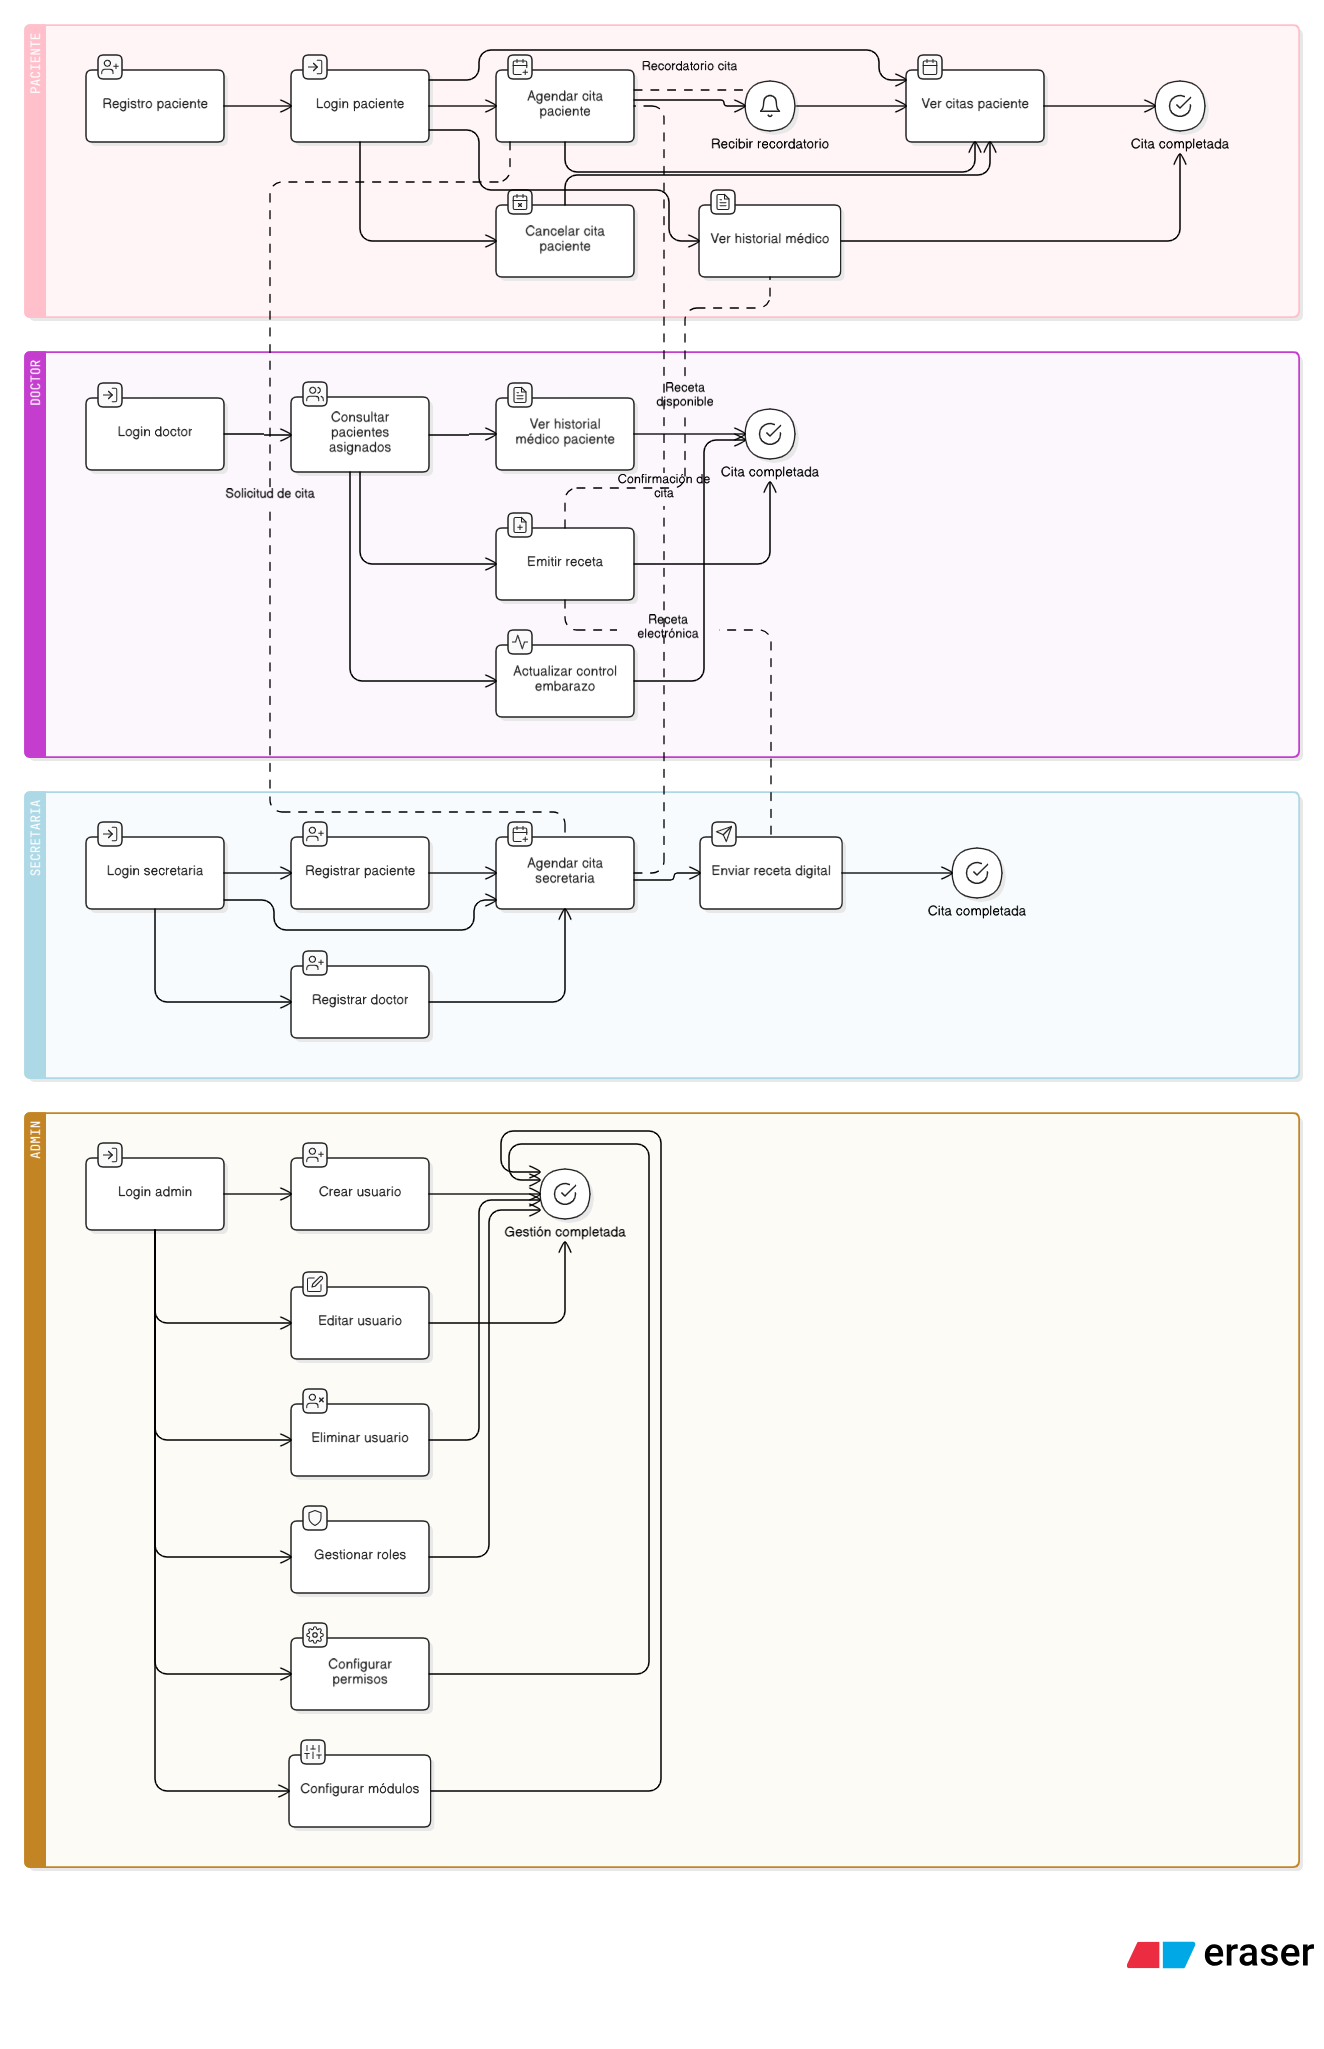 PACIENTE
Registro paciente
Login paciente
Agendar cita
paciente
Recordatorio cita
Recibir recordatorio
Ver citas paciente
Cita completada
Cancelar cita
paciente
Ver historial médico
DOCTOR
Login doctor
Consultar
pacientes
asignados
Ver historial
médico paciente
Receta
disponible
Cita completada
Solicitud de cita
Confirmación de
cita
Emitir receta
Receta
electrónica
Actualizar control
embarazo
SECRETARIA
Login secretaria
Registrar paciente
Agendar cita
secretaria
Enviar receta digital
Cita completada
Registrar doctor
ADMIN
Login admin
Crear usuario
Gestión completada
Editar usuario
Eliminar usuario
Gestionar roles
Configurar
permisos
Configurar módulos
eraser